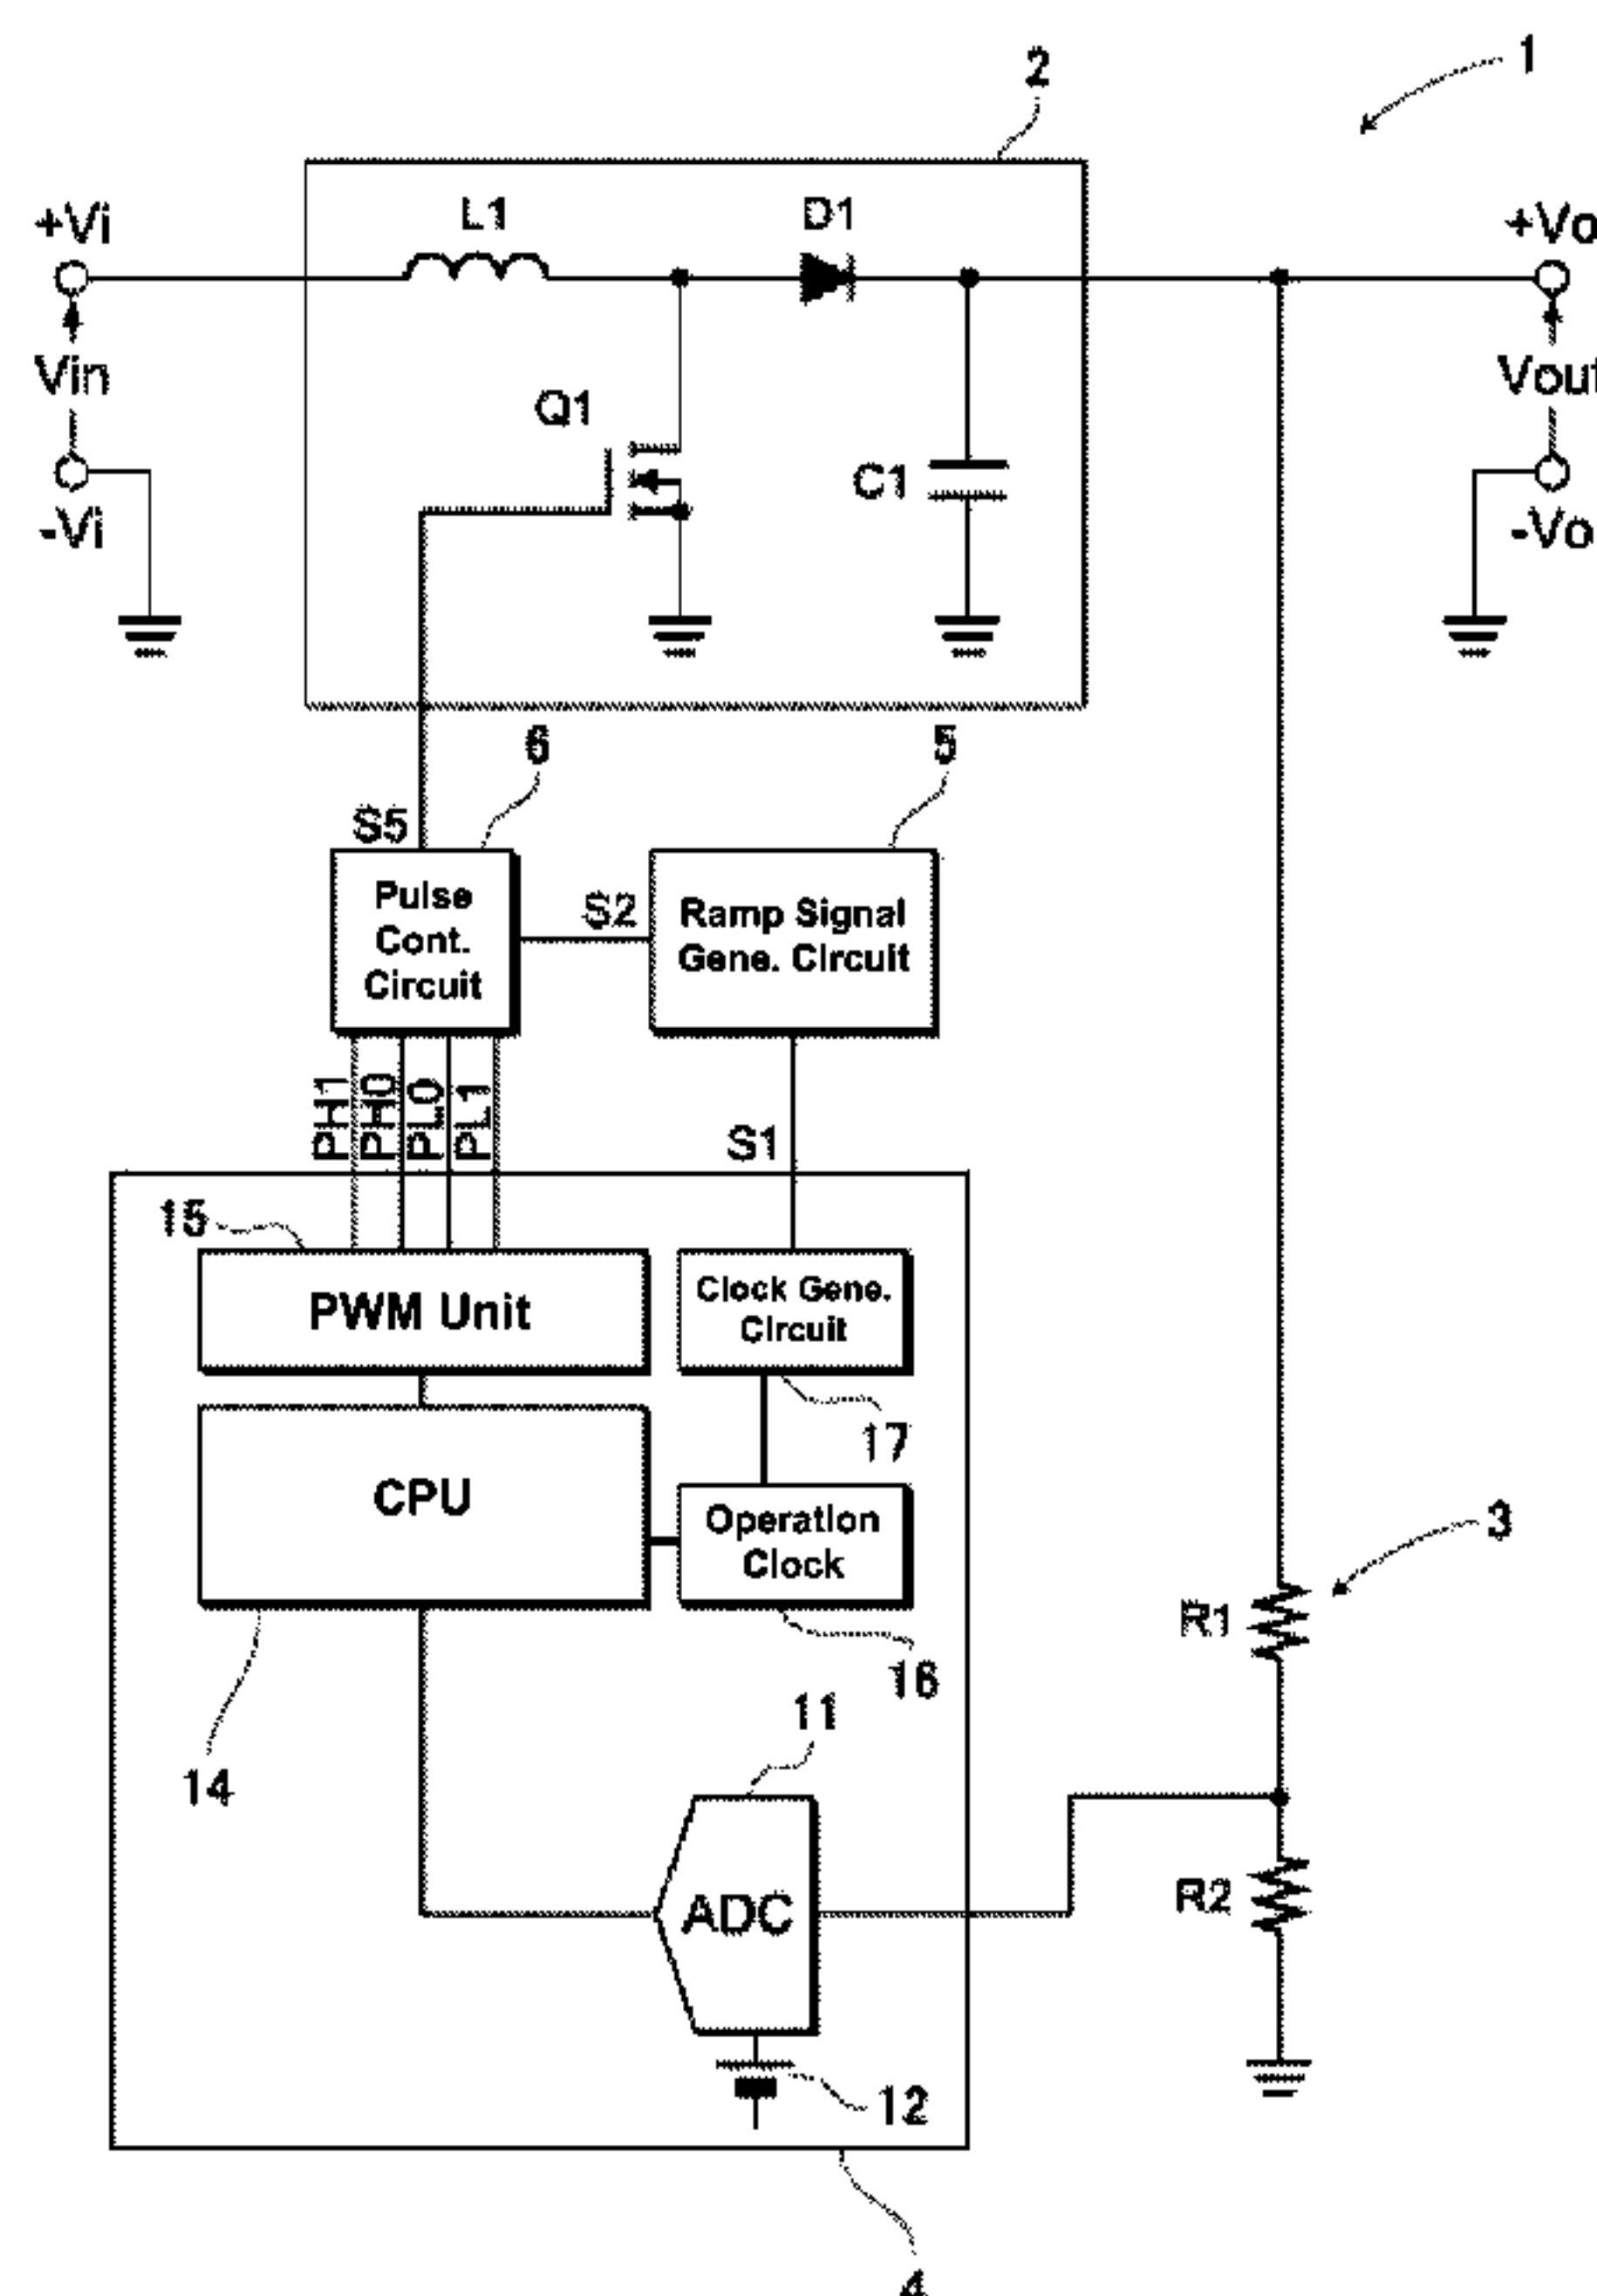 1
2
L1
D1
+Vi
+Vo
Vin
Vout
Q1
C1
-Vi
-Vo
6
5
S5
Pulse
Cont.
Circuit
S2
Ramp Signal
Gene. Circuit
PH1
PH0
PL0
PL1
S1
15
PWM Unit
Clock Gene.
Circuit
17
CPU
Operation
Clock
3
R1
16
11
14
ADC
R2
12
4